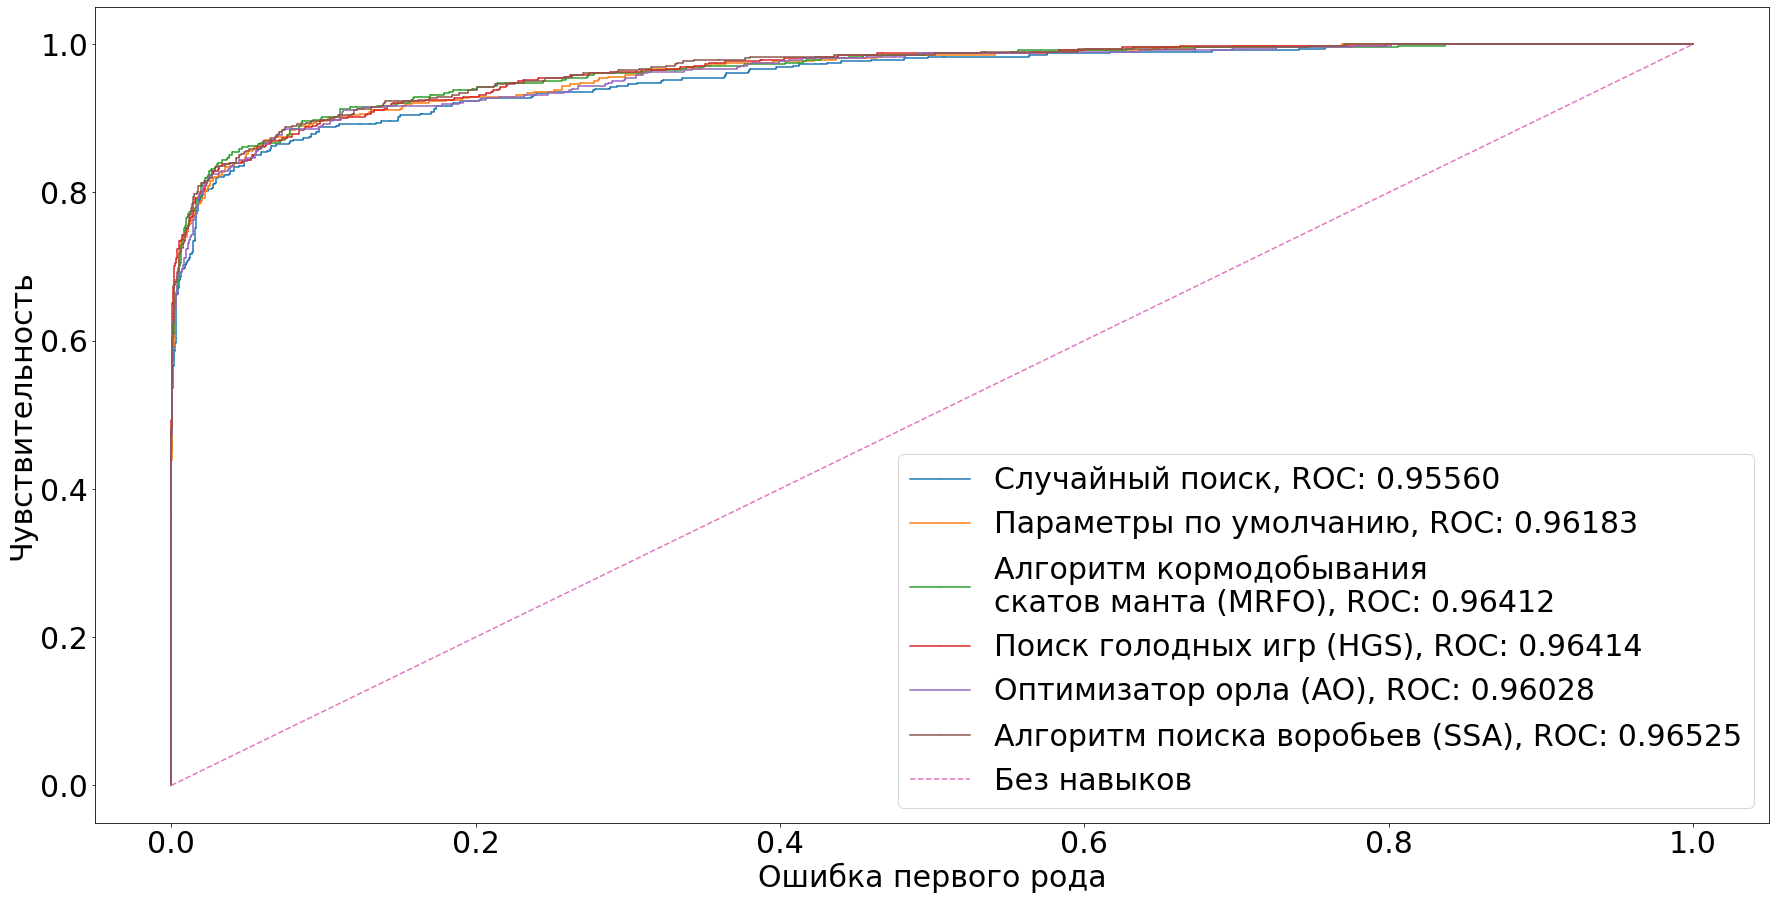 1.0
0.8
0.6
0.4
0.2
0.0
Чувствительность
0.0 0.2 0.4 0.6 0.8 1.0
Ошибка первого рода
Случайный поиск, ROC: 0.95560
Параметры по умолчанию, ROC: 0.96183
Алгоритм кормодобывания
скатов манта (MRFO), ROC: 0.96412
Поиск голодных игр (HGS), ROC: 0.96414
Оптимизатор орла (AO), ROC: 0.96028
Алгоритм поиска воробьев (SSA), ROC: 0.96525
Без навыков